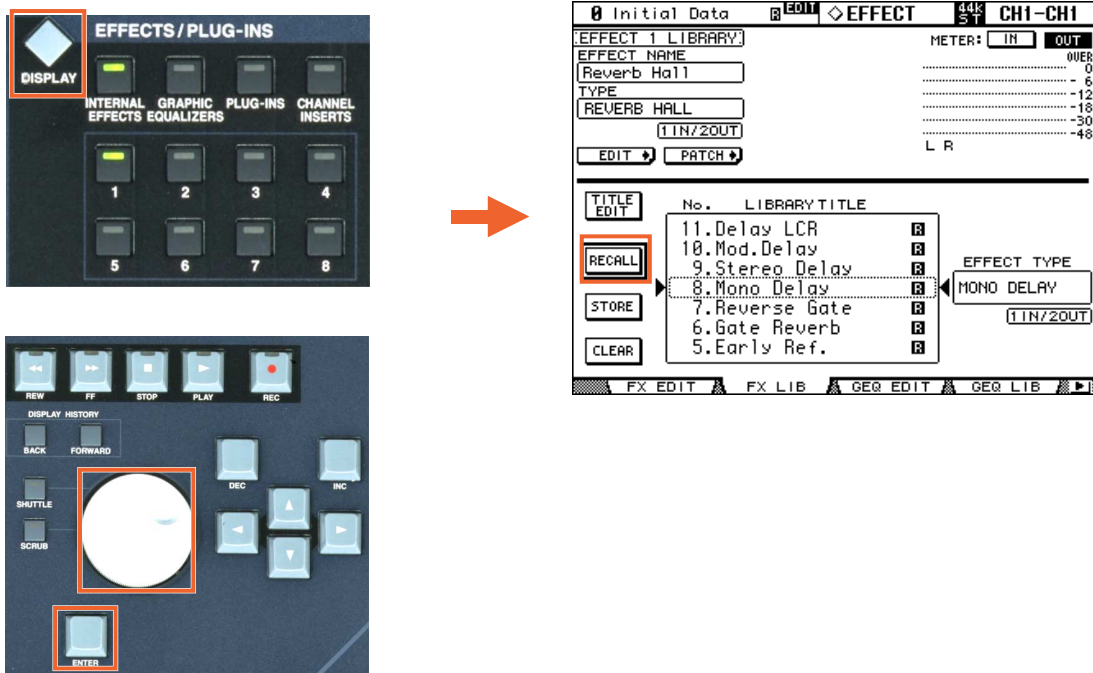 EFFECTS/PLUG-INS
DISPLAY
INTERNAL EFFECTS
GRAPHIC EQUALIZERS
PLUG-INS
CHANNEL INSERTS
1
2
3
4
5
6
7
8
REW
FF
STOP
PLAY
REC
DISPLAY HISTORY
BACK
FORWARD
DEC
INC
SHUTTLE
SCRUB
ENTER
0 Initial Data
R EDIT
EFFECT
44k ST
CH1-CH1
EFFECT 1 LIBRARY
METER: IN OUT
EFFECT NAME
Reverb Hall
TYPE
REVERB HALL
1IN/2OUT
EDIT
PATCH
OVER
0
- 6
-12
-18
-30
-48
L R
TITLE EDIT
RECALL
STORE
CLEAR
No. LIBRARY TITLE
11.Delay LCR R
10.Mod.Delay R
9.Stereo Delay R
8.Mono Delay R
7.Reverse Gate R
6.Gate Reverb R
5.Early Ref. R
EFFECT TYPE
MONO DELAY
1IN/2OUT
FX EDIT FX LIB GEQ EDIT GEQ LIB